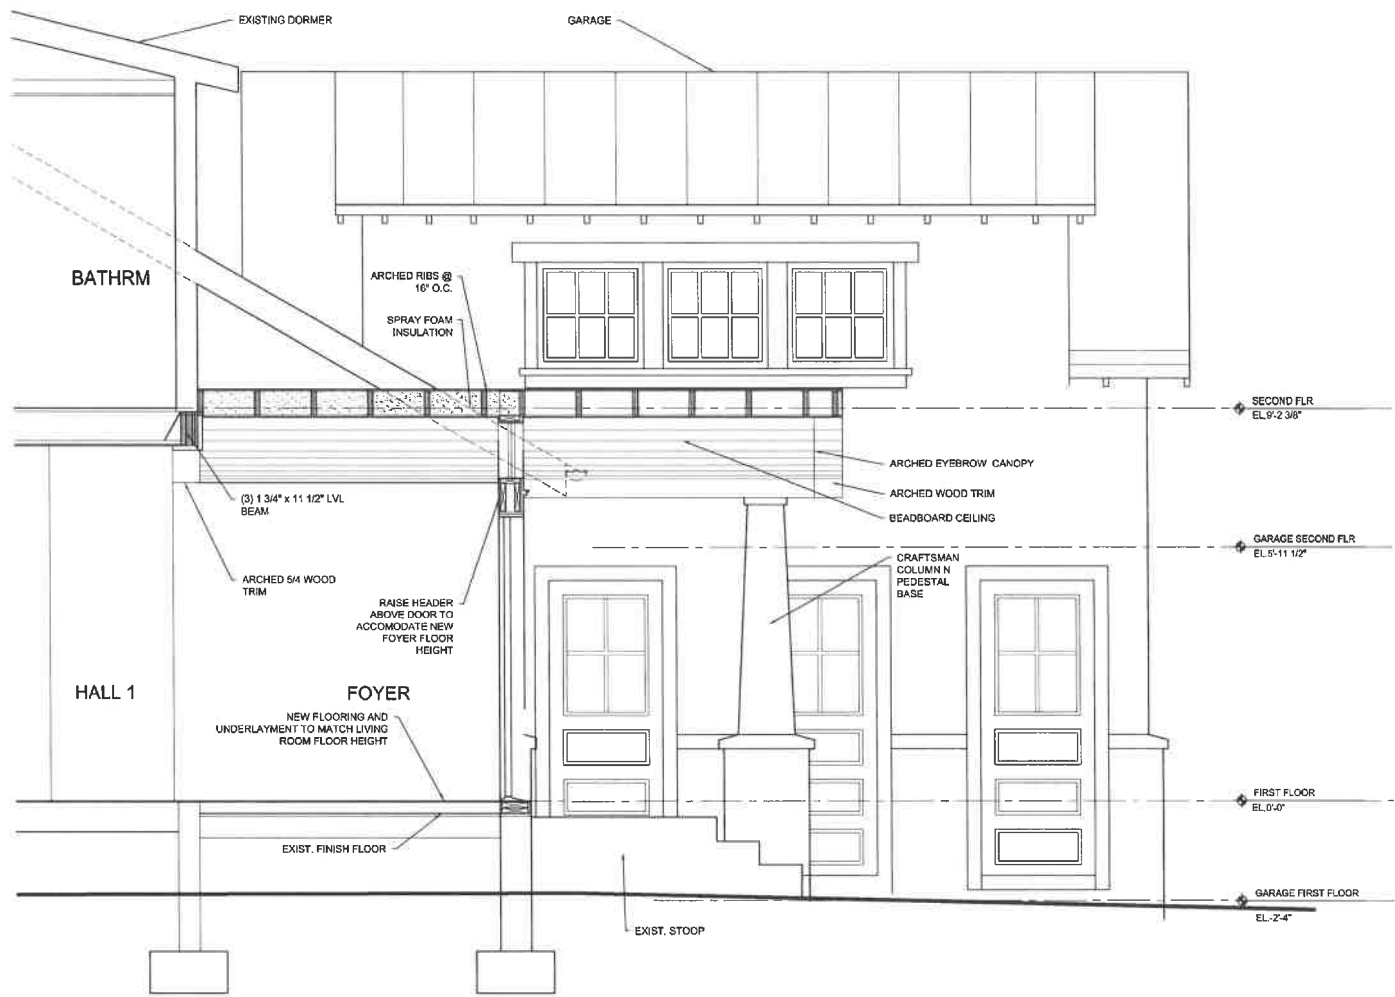 EXISTING DORMER
GARAGE
BATHRM
ARCHED RIBS @
16" O.C.
SPRAY FOAM
INSULATION
SECOND FLR
EL.9'-2 3/8"
ARCHED EYEBROW CANOPY
ARCHED WOOD TRIM
BEADBOARD CEILING
(3) 1 3/4" x 11 1/2" LVL
BEAM
GARAGE SECOND FLR
EL.5'-11 1/2"
CRAFTSMAN
COLUMN N
PEDESTAL
BASE
ARCHED 5/4 WOOD
TRIM
RAISE HEADER
ABOVE DOOR TO
ACCOMODATE NEW
FOYER FLOOR
HEIGHT
HALL 1
FOYER
NEW FLOORING AND
UNDERLAYMENT TO MATCH LIVING
ROOM FLOOR HEIGHT
FIRST FLOOR
EL.0'-0"
EXIST. FINISH FLOOR
GARAGE FIRST FLOOR
EL.-2'-4"
EXIST. STOOP